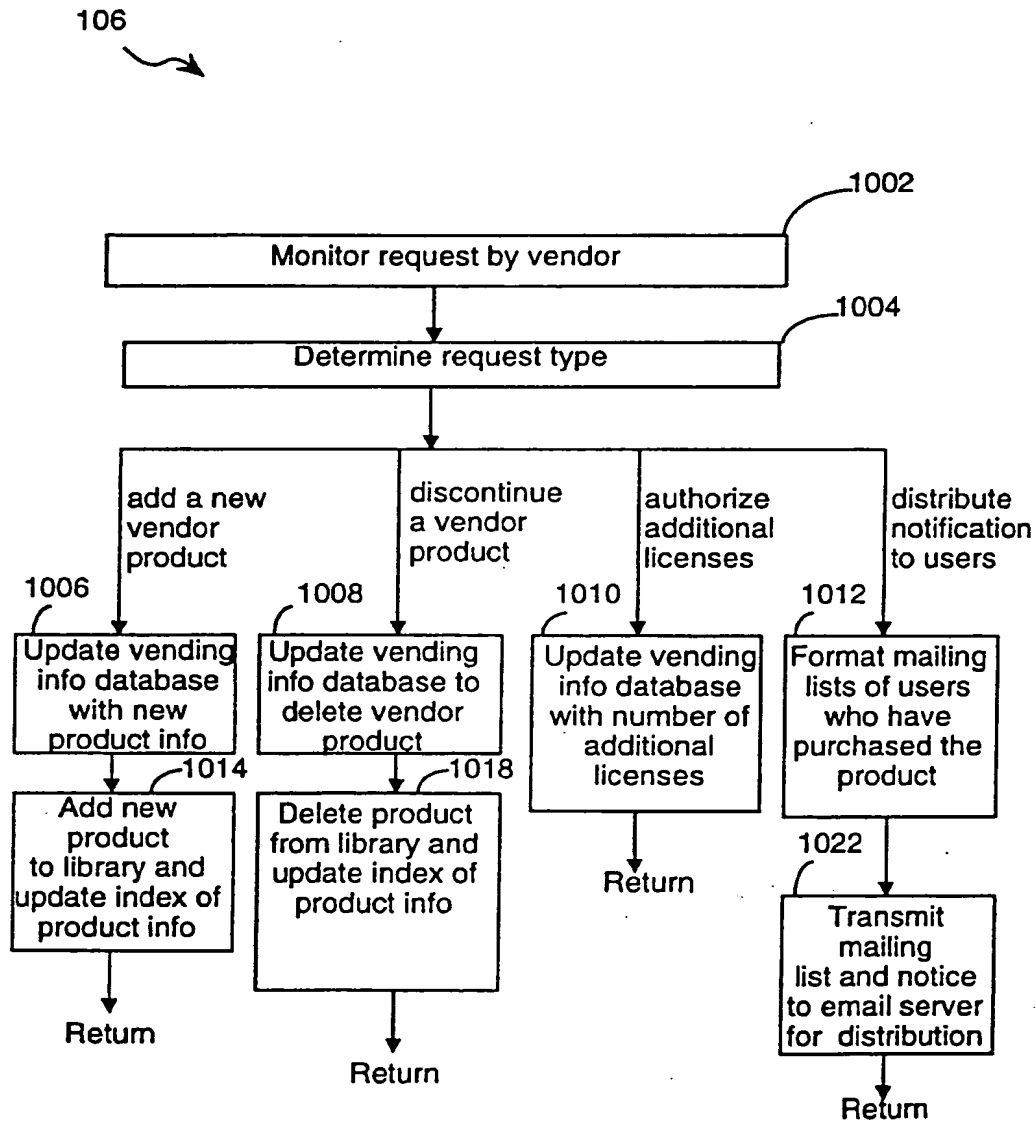 106
1002
Monitor request by vendor
1004
Determine request type
add a new
vendor
product
discontinue
a vendor
product
authorize
additional
licenses
distribute
notification
to users
1006
Update vending
info database
with new
product info
1008
Update vending
info database to
delete vendor
product
1010
Update vending
info database
with number of
additional
licenses
1012
Format mailing
lists of users
who have
purchased the
product
1014
Add new
product
to library and
update index of
product info
Return
1018
Delete product
from library and
update index of
product info
Return
Return
1022
Transmit
mailing
list and notice
to email server
for distribution
Return